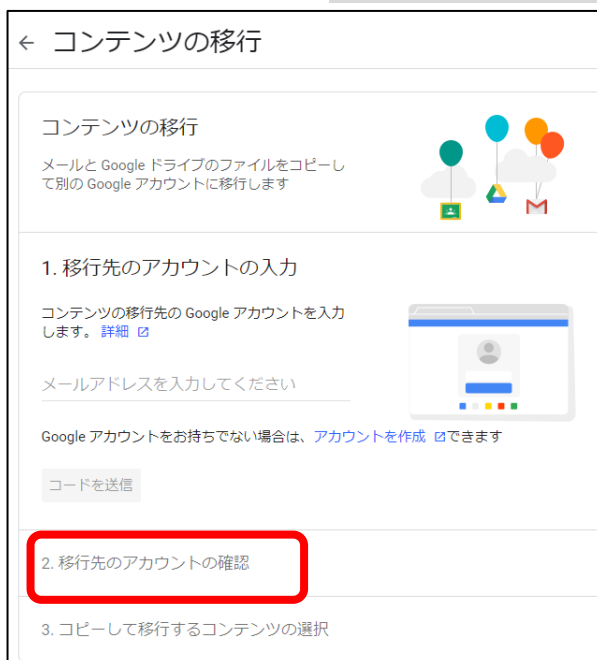 ← コンテンツの移行
コンテンツの移行
メールと Google ドライブのファイルをコピーし
て別の Google アカウントに移行します
1. 移行先のアカウントの入力
コンテンツの移行先の Google アカウントを入力
します。 詳細
メールアドレスを入力してください
Google アカウントをお持ちでない場合は、アカウントを作成 できます
コードを送信
2. 移行先のアカウントの確認
3. コピーして移行するコンテンツの選択